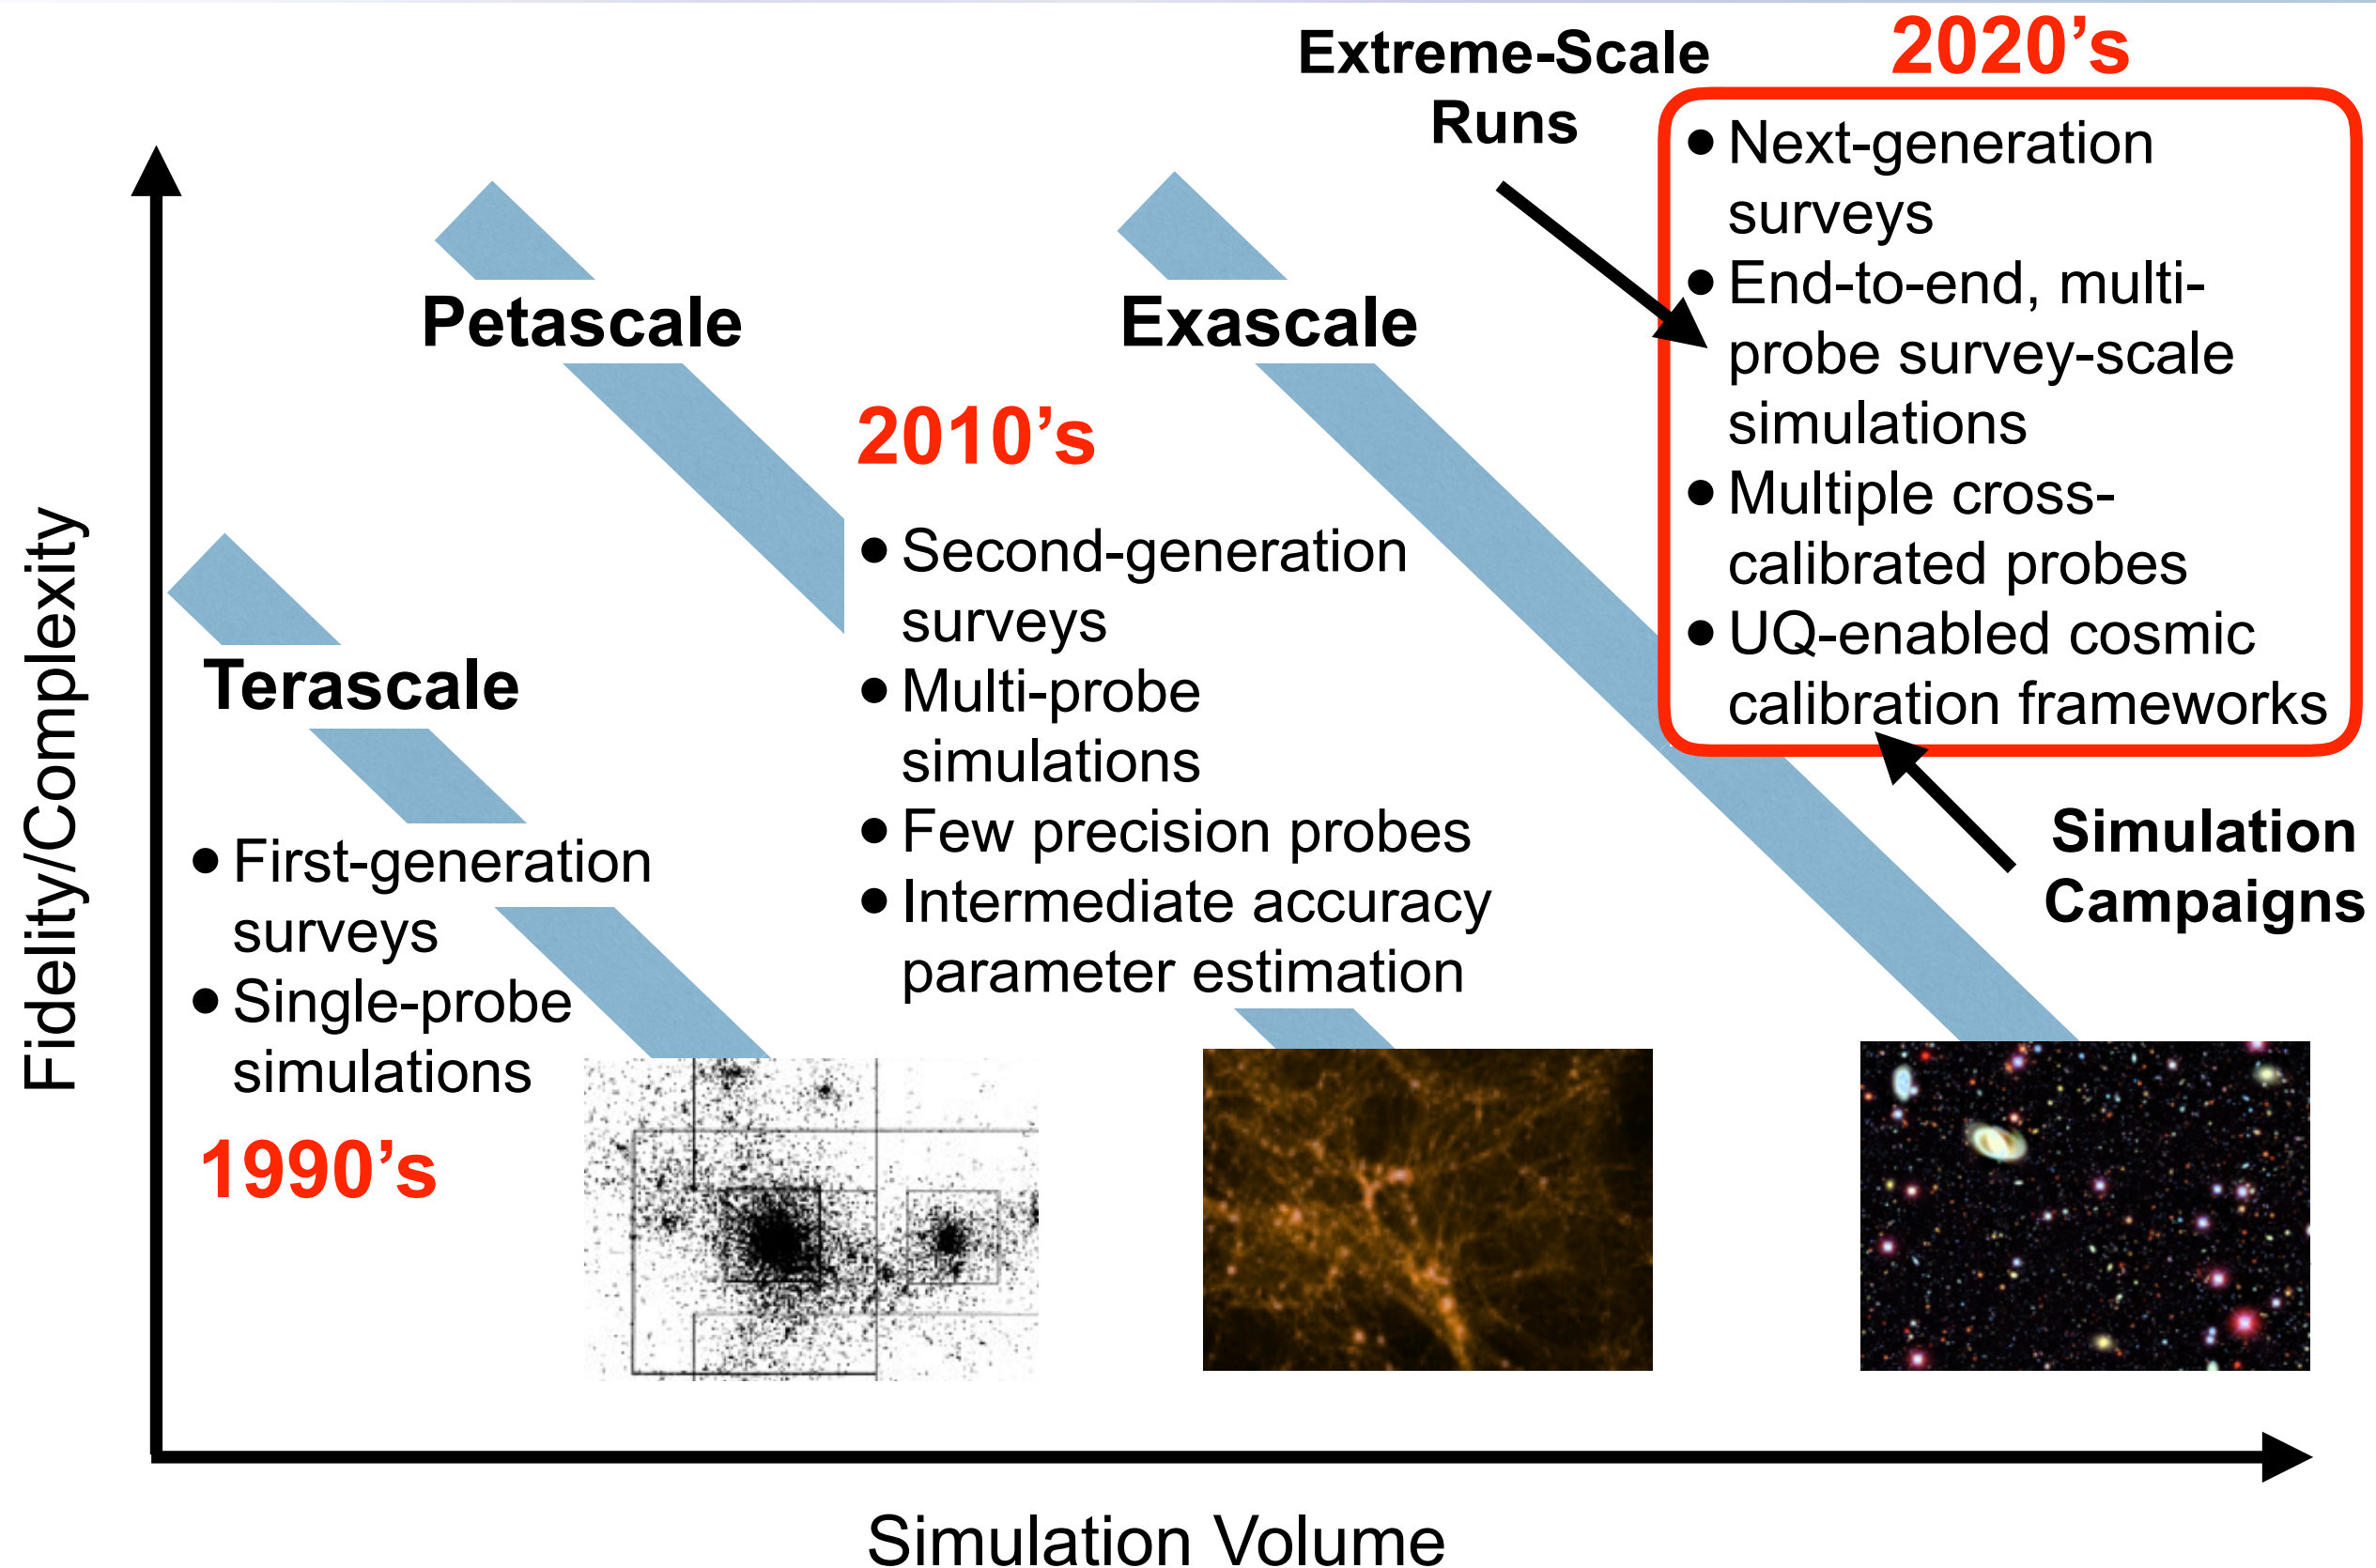 Extreme-Scale
Runs
2020’s
• Next-generation
surveys
• End-to-end, multi-
probe survey-scale
simulations
• Multiple cross-
calibrated probes
• UQ-enabled cosmic
calibration frameworks
Simulation
Campaigns
Exascale
Petascale
2010’s
• Second-generation
surveys
• Multi-probe
simulations
• Few precision probes
• Intermediate accuracy
parameter estimation
Terascale
• First-generation
surveys
• Single-probe
simulations
1990’s
Fidelity/Complexity
Simulation Volume